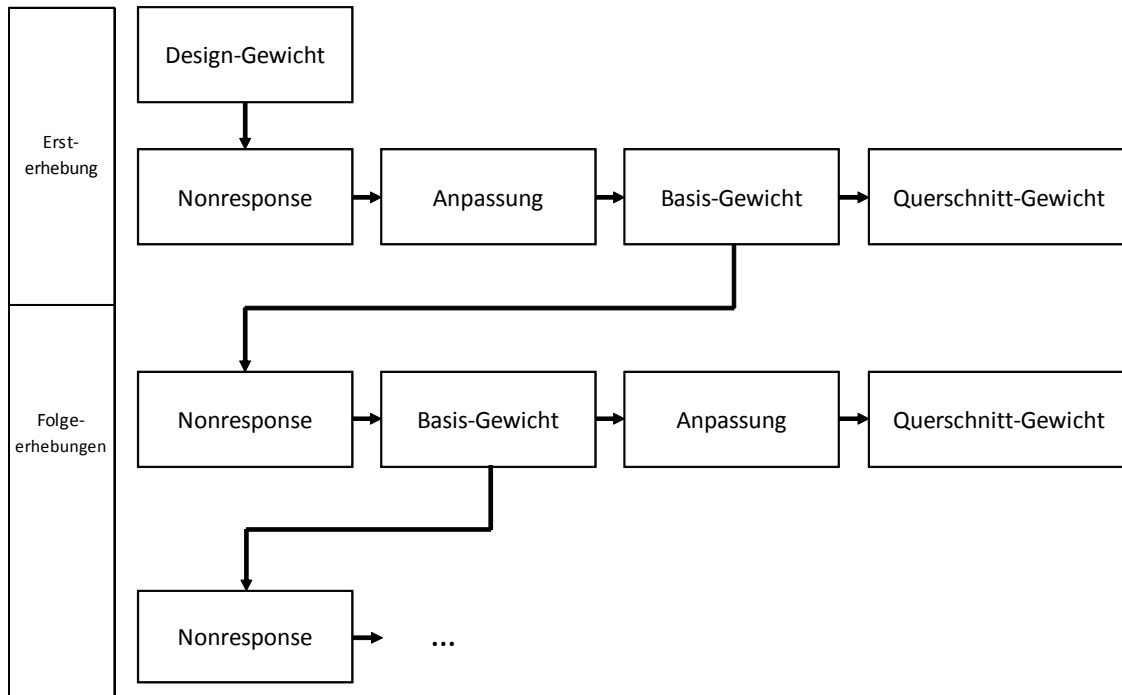 Design-Gewicht
Erst-
erhebung
Nonresponse
Anpassung
Basis-Gewicht
Querschnitt-Gewicht
Folge-
erhebungen
Nonresponse
Basis-Gewicht
Anpassung
Querschnitt-Gewicht
Nonresponse
...